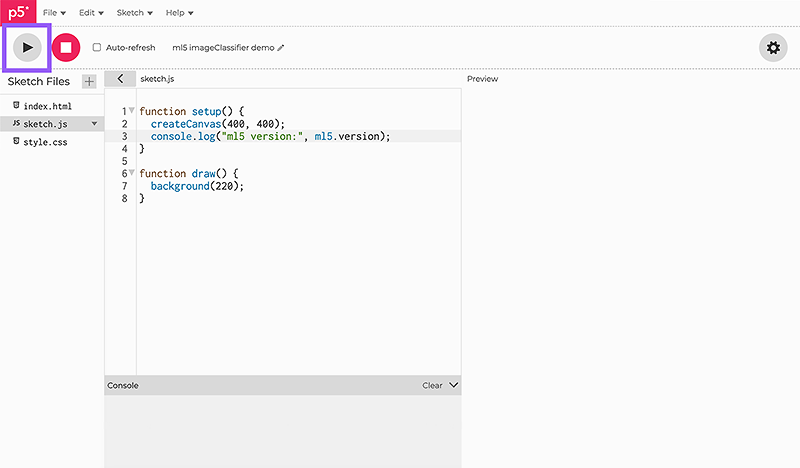 p5* File Edit Sketch Help
Auto-refresh ml5 imageClassifier demo
Sketch Files
sketch.js
Preview
index.html
sketch.js
style.css
1 function setup() {
2 createCanvas(400, 400);
3 console.log("ml5 version:", ml5.version);
4 }
5
6 function draw() {
7 background(220);
8 }
Console Clear